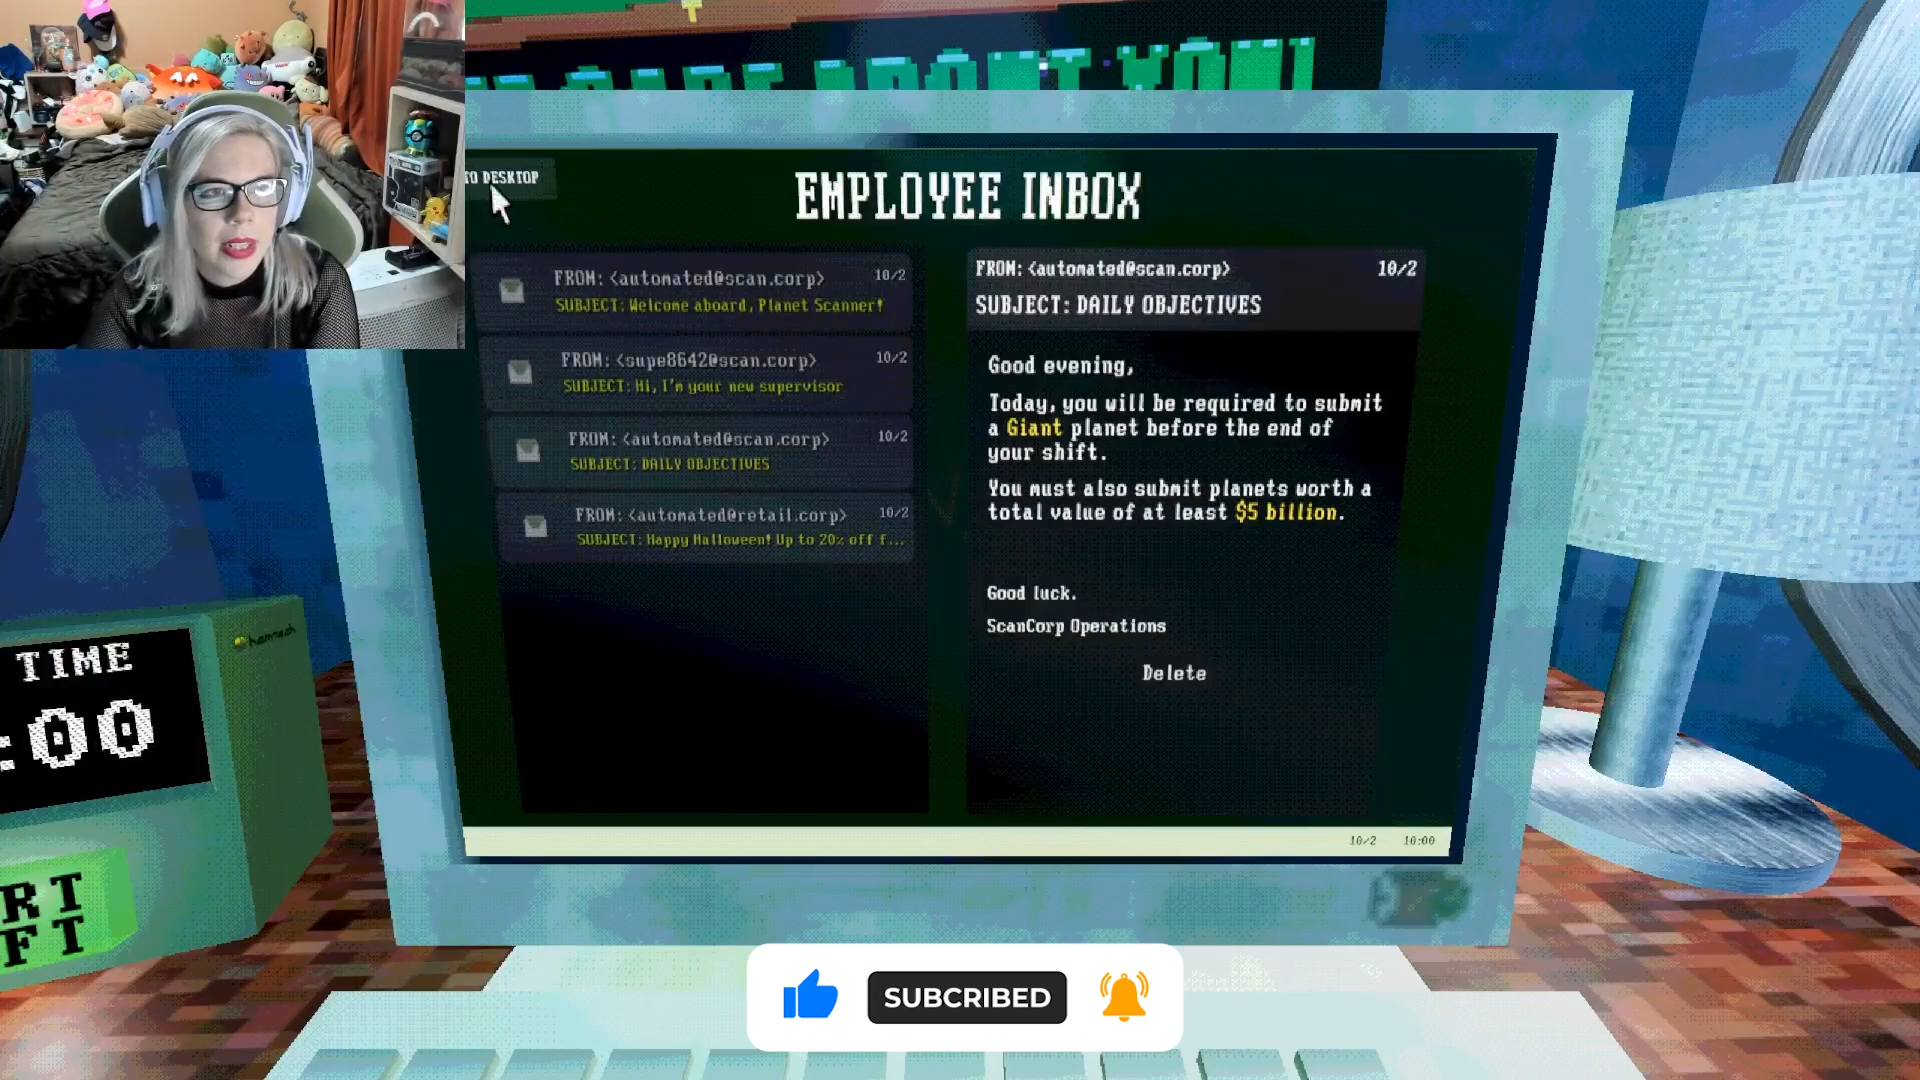 TO DESKTOP
EMPLOYEE INBOX
FROM: <automated@scan.corp> 10/2
SUBJECT: Welcome aboard, Planet Scanner!
FROM: <supe8642@scan.corp> 10/2
SUBJECT: Hi, I'm your new supervisor
FROM: <automated@scan.corp> 10/2
SUBJECT: DAILY OBJECTIVES
FROM: <automated@retail.corp> 10/2
SUBJECT: Happy Halloween! Up to 20% off f...
FROM: <automated@scan.corp> 10/2
SUBJECT: DAILY OBJECTIVES
Good evening,
Today, you will be required to submit
a Giant planet before the end of
your shift.
You must also submit planets worth a
total value of at least $5 billion.
Good luck.
ScanCorp Operations
Delete
10/2 10:00
TIME
:00
RT
FT
SUBCRIBED